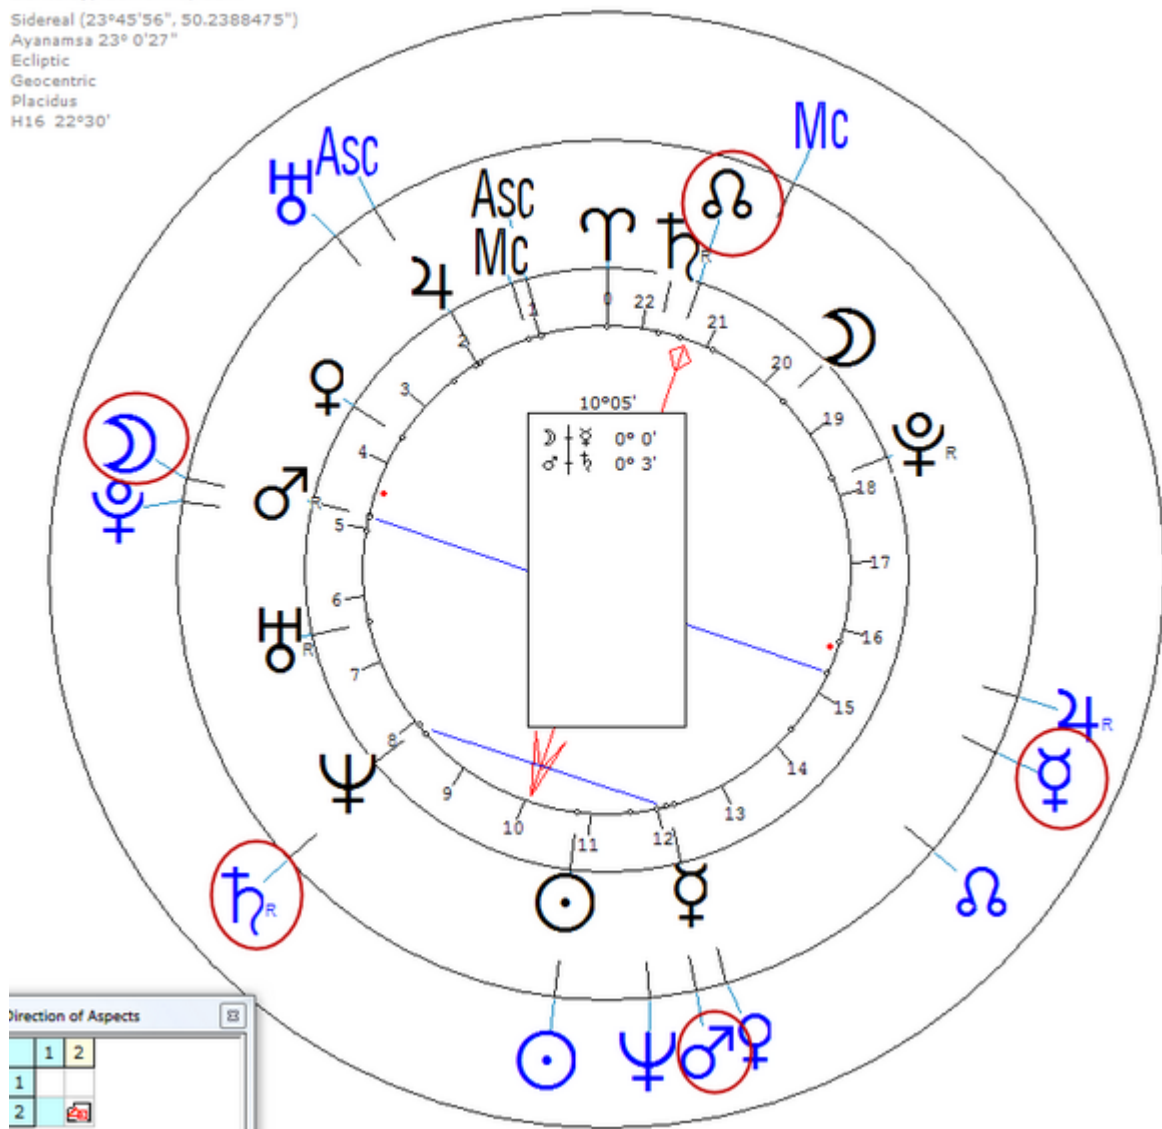 Sidereal (23°45'56", 50.2388475")
Ayanamsa 23° 0'27"
Ecliptic
Geocentric
Placidus
H16 22°30'
Mc
Asc
Asc
Mc
R
0
1
2
3
4
5
6
7
8
9
10
11
12
13
14
15
16
17
18
19
20
21
22
R
R
R
R
R
10°05'
☽ ☿ 0° 0'
♂ ♄ 0° 3'
Direction of Aspects
1 2
1
2